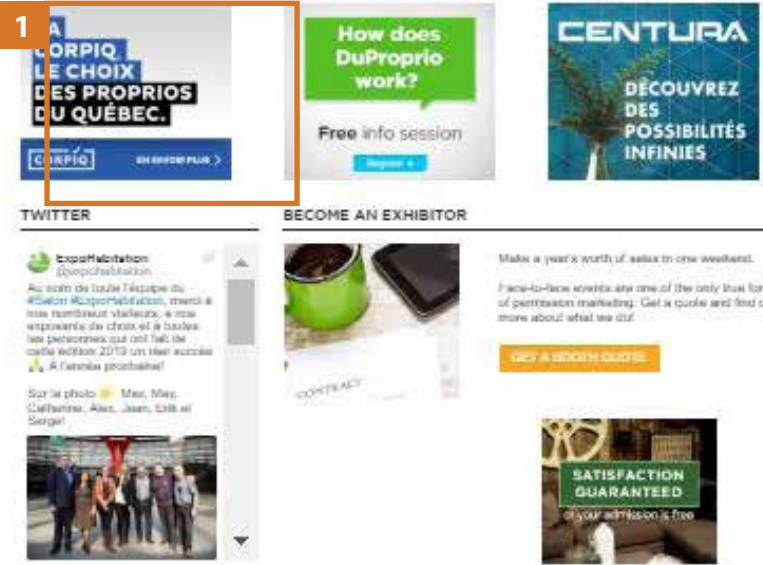 1
LA
CORPIQ
LE CHOIX
DES PROPRIOS
DU QUÉBEC.
CORPIQ
EN SAVOIR PLUS >
How does
DuProprio
work?
Free info session
Register
CENTURA
DÉCOUVREZ
DES
POSSIBILITÉS
INFINIES
TWITTER
ExpoHabitation
@expohabitation
Au nom de toute l'équipe du
#Salon #ExpoHabitation, merci à
nos nombreux visiteurs, à nos
exposants de choix et à toutes
les personnes qui ont fait de
cette édition 2019 un réel succès
À l'année prochaine!
Sur la photo Max, May,
Catherine, Alex, Jean, Erik et
Serge!
BECOME AN EXHIBITOR
CONTRACT
Make a year's worth of sales in one weekend.
Face-to-face events are one of the only true for
of permission marketing. Get a quote and find o
more about what we do!
GET A BOOTH QUOTE
SATISFACTION
GUARANTEED
or your admission is free